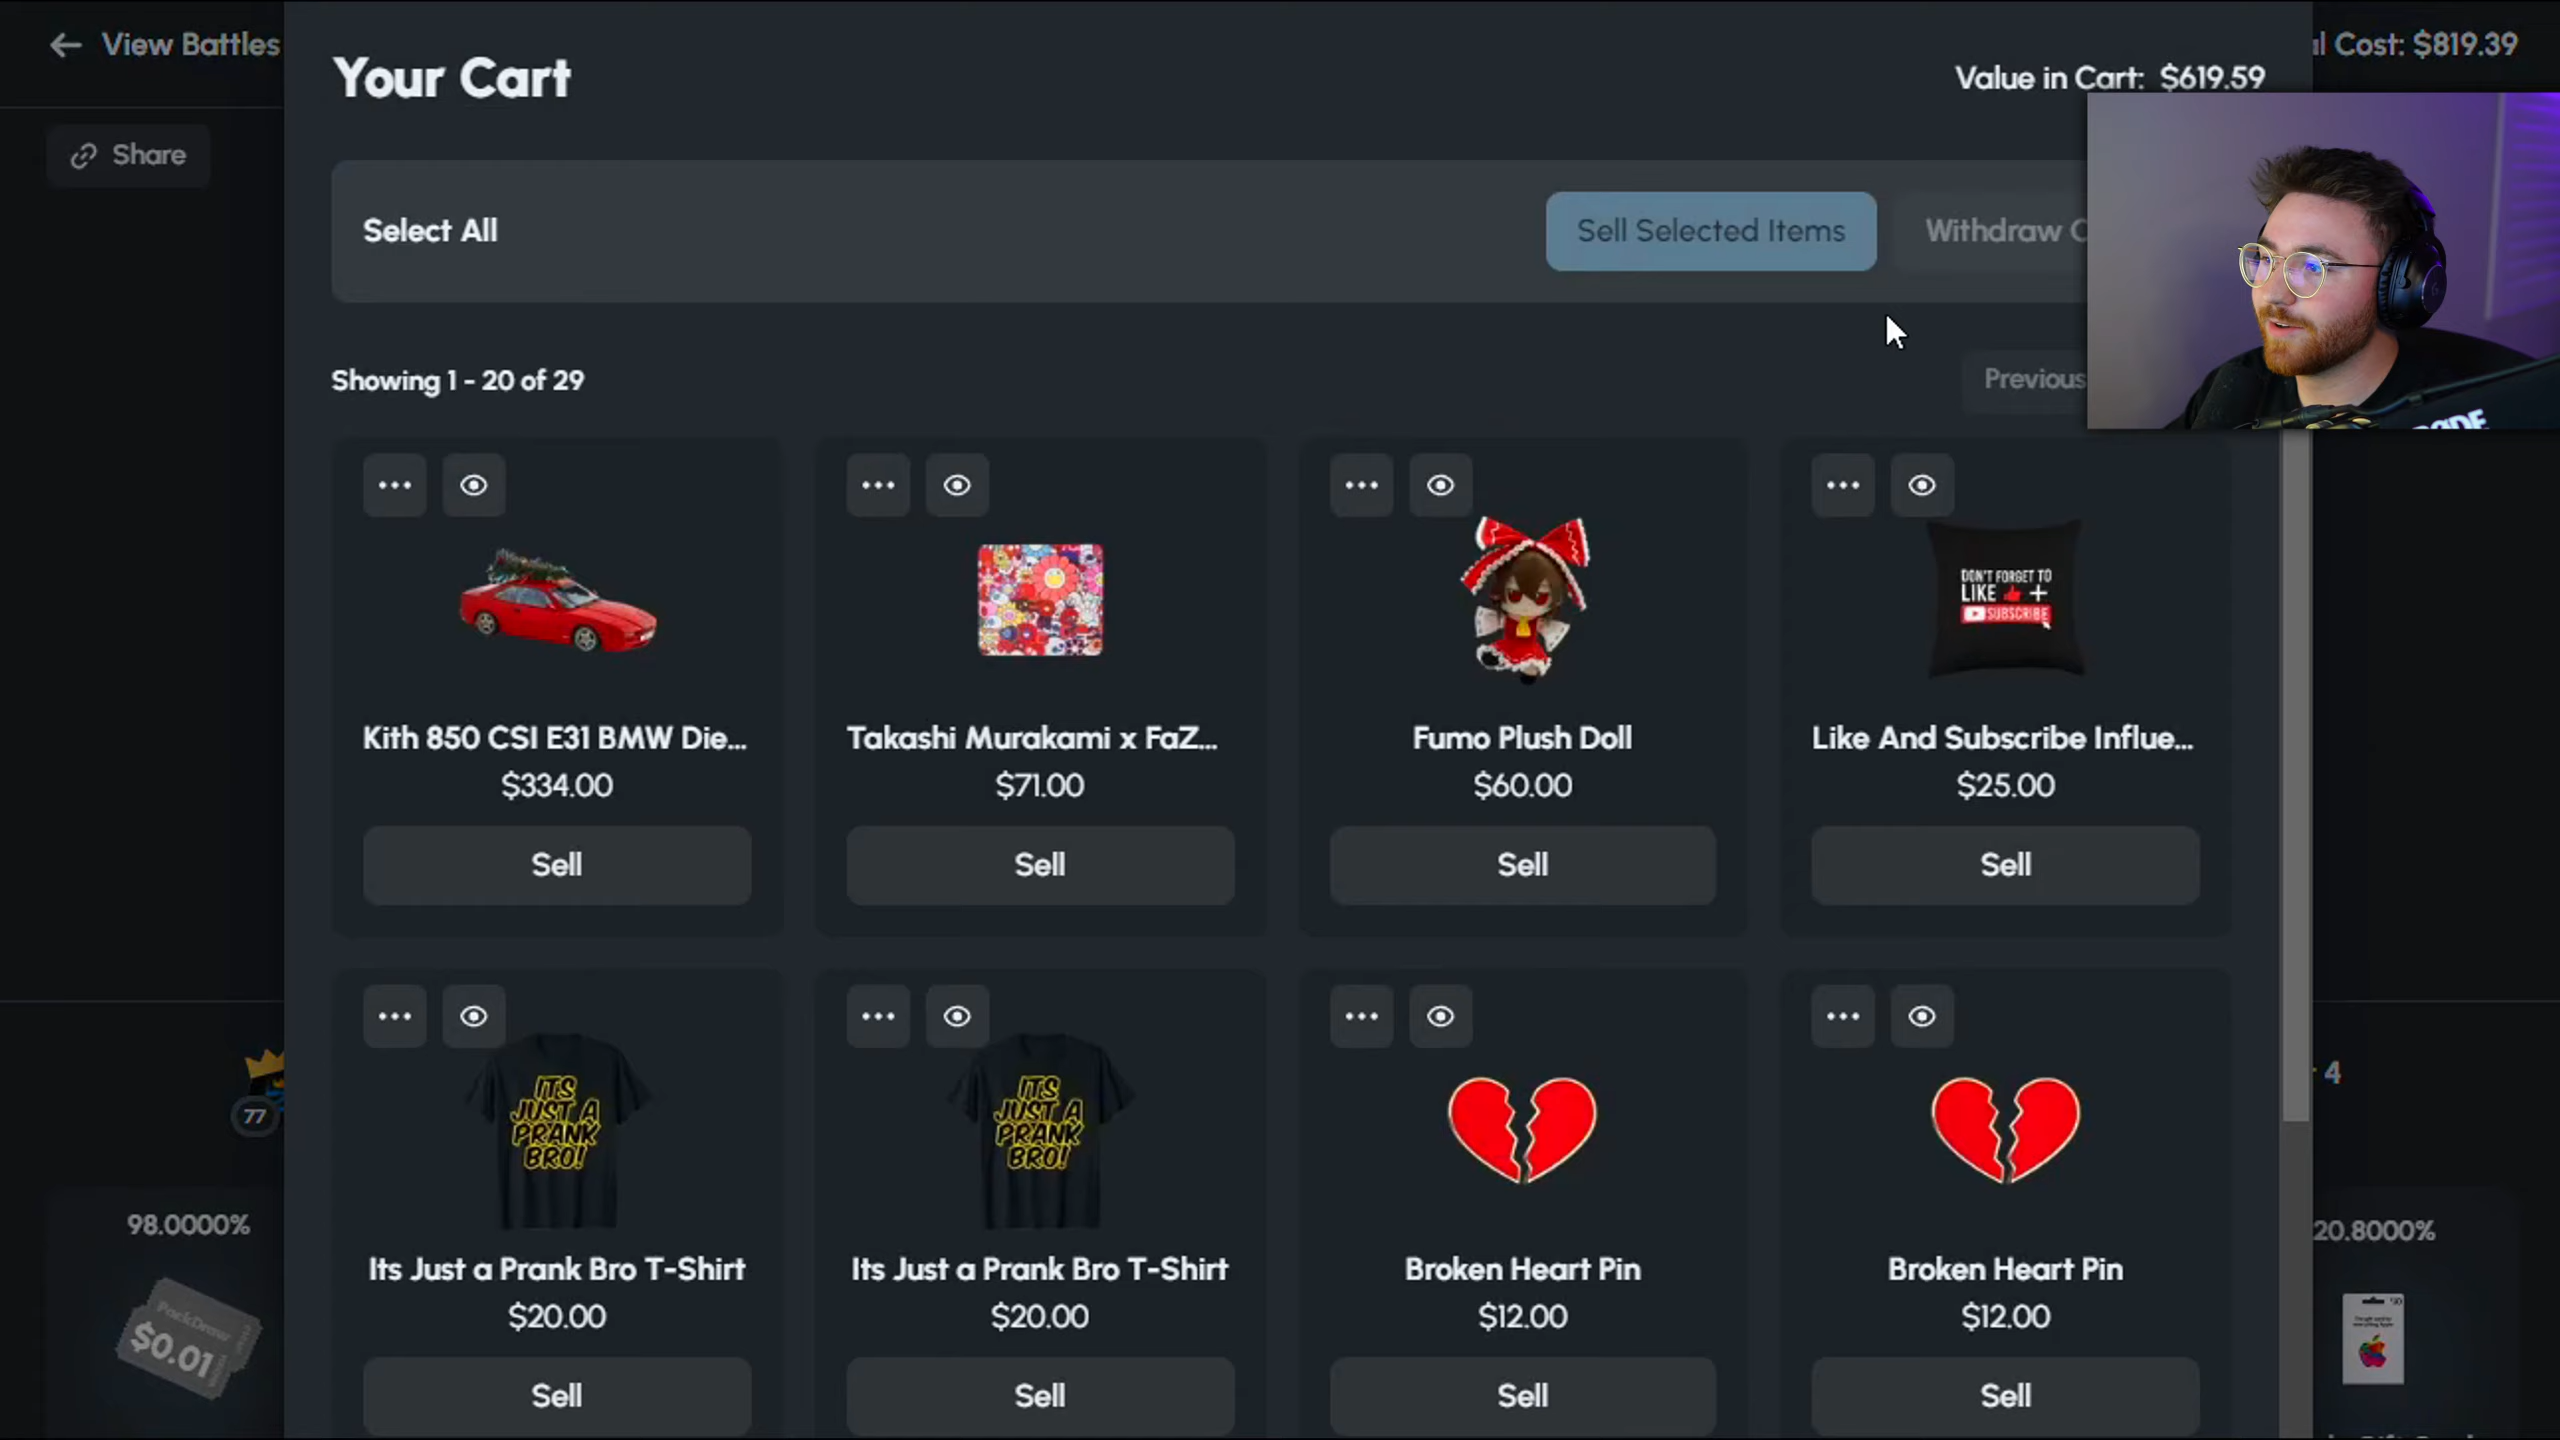 View Battles
Your Cart
Value in Cart: $619.59
l Cost: $819.39
Share
Select All
Sell Selected Items
Withdraw C
Showing 1 - 20 of 29
Previous
DON'T FORGET TO
LIKE +
SUBSCRIBE
Kith 850 CSI E31 BMW Die...
$334.00
Sell
Takashi Murakami x FaZ...
$71.00
Sell
Fumo Plush Doll
$60.00
Sell
Like And Subscribe Influe...
$25.00
Sell
ITS
JUST A
PRANK
BRO!
ITS
JUST A
PRANK
BRO!
Its Just a Prank Bro T-Shirt
$20.00
Sell
Its Just a Prank Bro T-Shirt
$20.00
Sell
Broken Heart Pin
$12.00
Sell
Broken Heart Pin
$12.00
Sell
77
98.0000%
PackDraw
$0.01
4
20.8000%